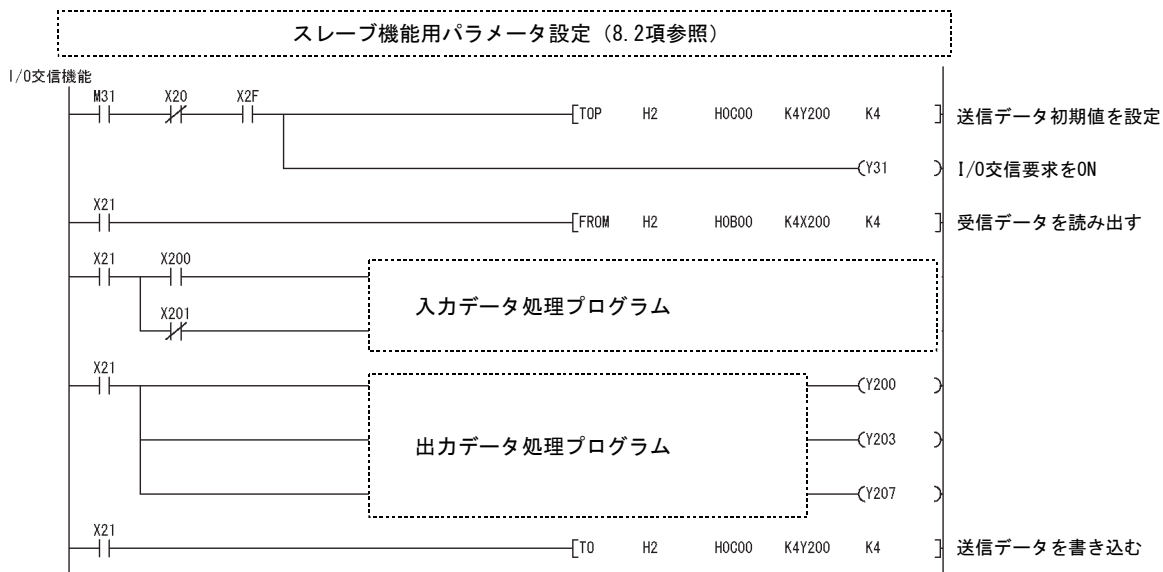 スレーブ機能用パラメータ設定（8.2項参照）
I/O交信機能
M31 X20 X2F
[TOP H2 H0C00 K4Y200 K4 ] 送信データ初期値を設定
(Y31 ) I/O交信要求をON
X21
[FROM H2 H0B00 K4X200 K4 ] 受信データを読み出す
X21 X200
入力データ処理プログラム
X201
X21
(Y200 )
出力データ処理プログラム (Y203 )
(Y207 )
X21
[TO H2 H0C00 K4Y200 K4 ] 送信データを書き込む